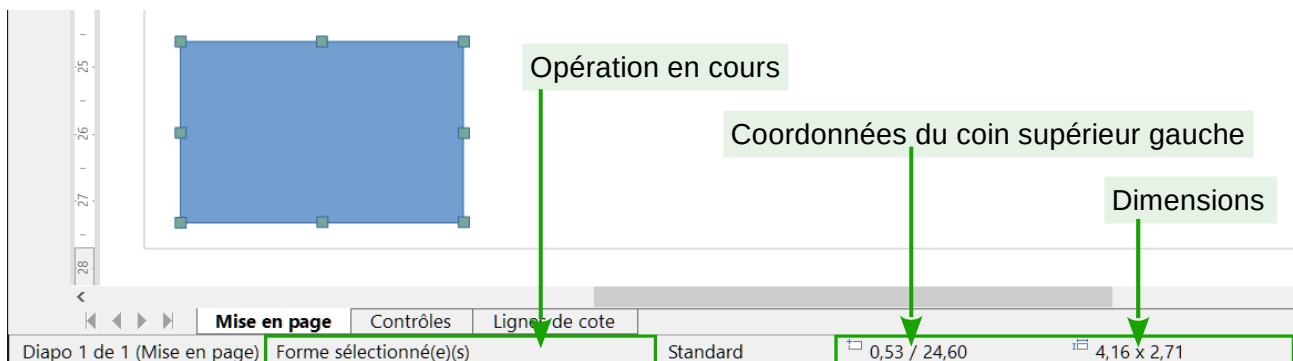 25
26
27
28
Opération en cours
Coordonnées du coin supérieur gauche
Dimensions
Mise en page Contrôles Lignes de cote
Diapo 1 de 1 (Mise en page) Forme sélectionné(e)(s) Standard 0,53 / 24,60 4,16 x 2,71